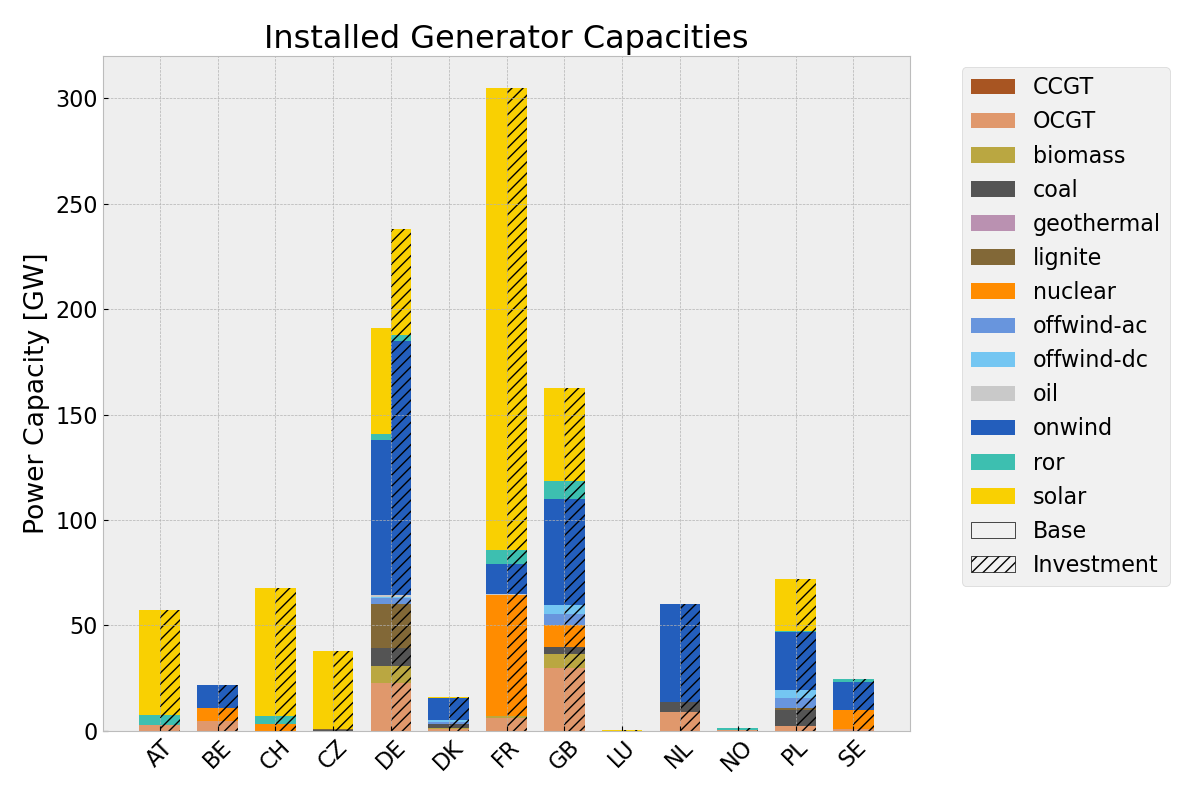 Installed Generator Capacities
Power Capacity [GW]
300
250
200
150
100
50
0
AT BE CH CZ DE DK FR GB LU NL NO PL SE
CCGT
OCGT
biomass
coal
geothermal
lignite
nuclear
offwind-ac
offwind-dc
oil
onwind
ror
solar
Base
Investment